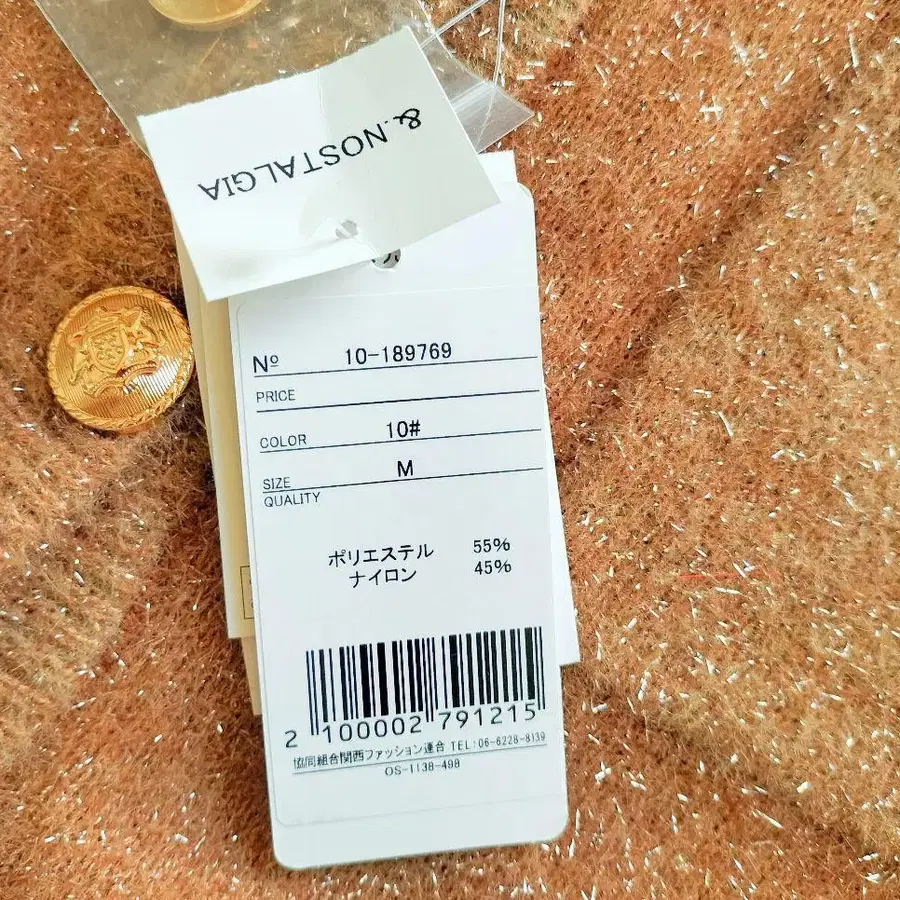 &.NOSTALGIA
№ 10-189769
PRICE
COLOR 10#
SIZE M
QUALITY
ポリエステル 55%
ナイロン 45%
2 100002 791215
協同組合関西ファッション連合 TEL:06-6228-8139
OS-1138-498